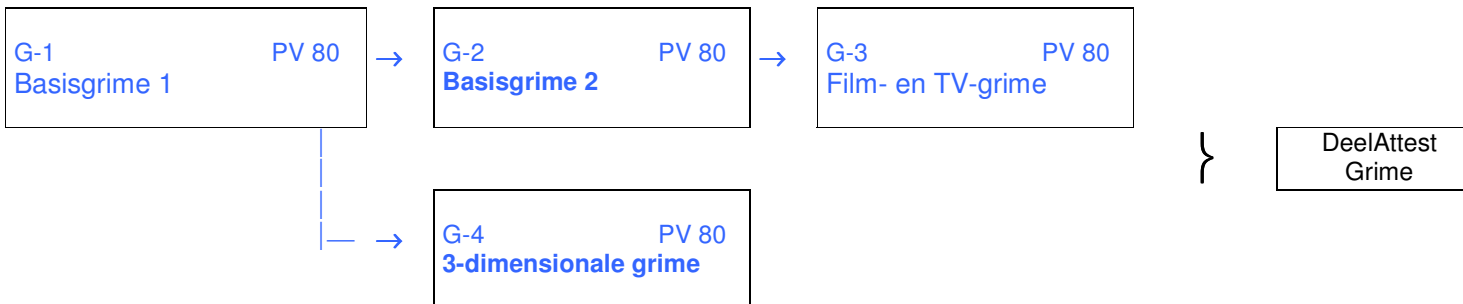 G-1 PV 80 → G-2 PV 80 → G-3 PV 80
Basisgrime 1
Basisgrime 2
Film- en TV-grime
}
DeelAttest
Grime
→ G-4 PV 80
3-dimensionale grime